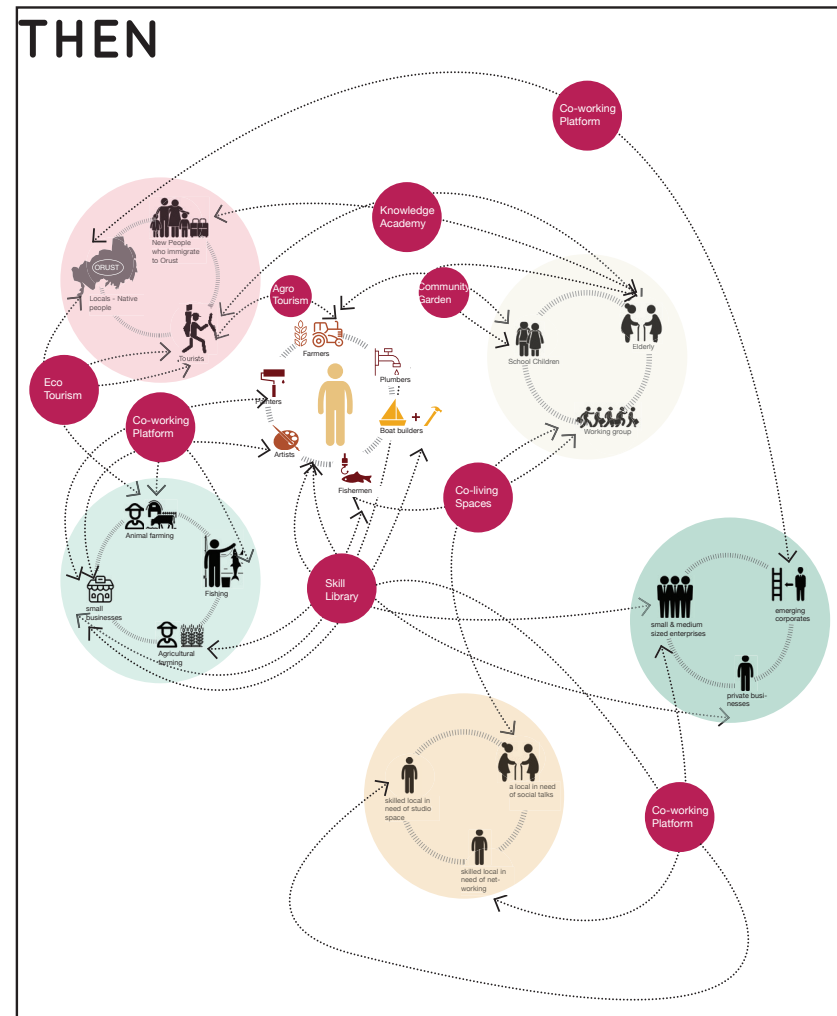 THEN
Co-working
Platform
Knowledge
Academy
New People
who immigrate
to Orust
ORUST
Locals - Native
people
Tourists
Agro
Tourism
Community
Garden
Farmers
Plumbers
Painters
Boat builders
Artists
Fishermen
School Children
Elderly
Working group
Eco
Tourism
Co-working
Platform
Co-living
Spaces
Animal farming
Fishing
small
businesses
Agricultural
farming
Skill
Library
small & medium
sized enterprises
emerging
corporates
private busi-
nesses
a local in need
of social talks
skilled local in
need of studio
space
skilled local in
need of net-
working
Co-working
Platform